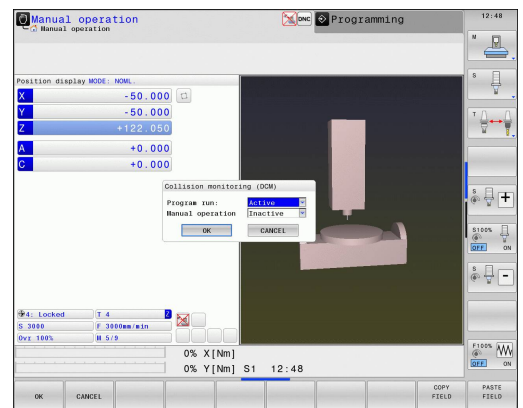 Manual operation
Manual operation
DNC
Programming
12:48
M
Position display MODE: NOML.
X -50.000
Y -50.000
Z +122.050
A +0.000
C +0.000
S
T
Collision monitoring (DCM)
Program run: Active
Manual operation Inactive
OK CANCEL
S
S100%
OFF ON
S
4: Locked T 4 Z
S 3000 F 3000mm/min
Ovr 100% M 5/9
0% X[Nm]
0% Y[Nm] S1 12:48
F100%
OFF ON
OK CANCEL COPY FIELD PASTE FIELD